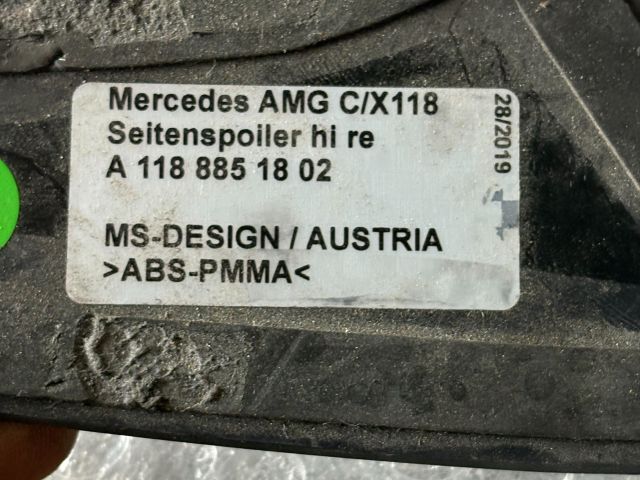 Mercedes AMG C/X118
Seitenspoiler hi re
A 118 885 18 02
MS-DESIGN / AUSTRIA
>ABS-PMMA<
28/2019